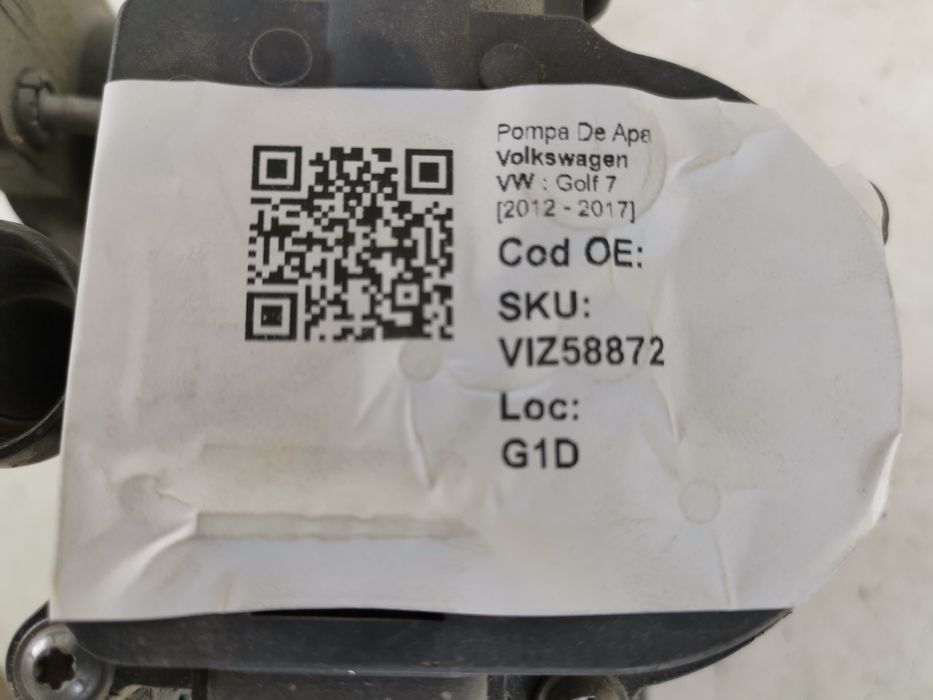 Pompa De Apa
Volkswagen
VW : Golf 7
[2012 - 2017]
Cod OE:
SKU:
VIZ58872
Loc:
G1D